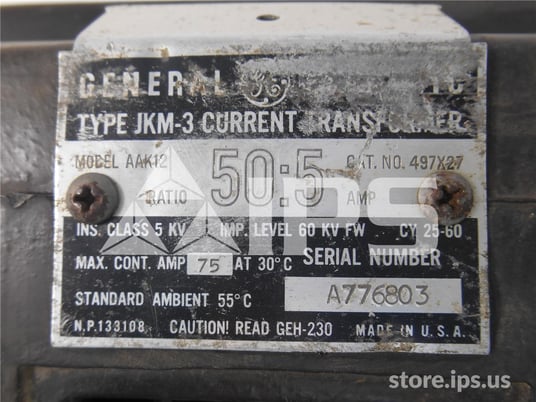 GENERAL GE
TYPE JKM-3 CURRENT TRANSFORMER
MODEL AAK12 RATIO 50:5 AMP CAT. NO. 497X27
IPS
INS. CLASS 5 KV IMP. LEVEL 60 KV FW CY 25-60
MAX. CONT. AMP 75 AT 30°C SERIAL NUMBER
STANDARD AMBIENT 55°C A776803
N.P. 133108 CAUTION! READ GEH-230 MADE IN U.S.A.
store.ips.us